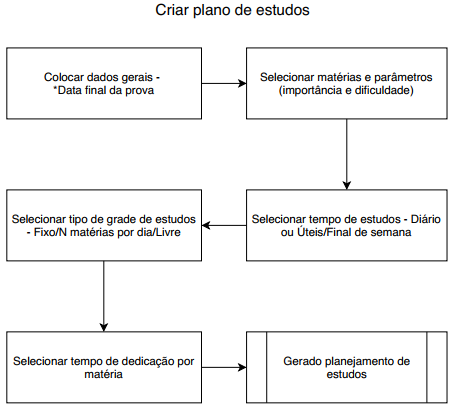 Criar plano de estudos
Colocar dados gerais -
*Data final da prova
Selecionar matérias e parâmetros
(importância e dificuldade)
Selecionar tempo de estudos - Diário
ou Úteis/Final de semana
Selecionar tipo de grade de estudos
- Fixo/N matérias por dia/Livre
Selecionar tempo de dedicação por
matéria
Gerado planejamento de
estudos